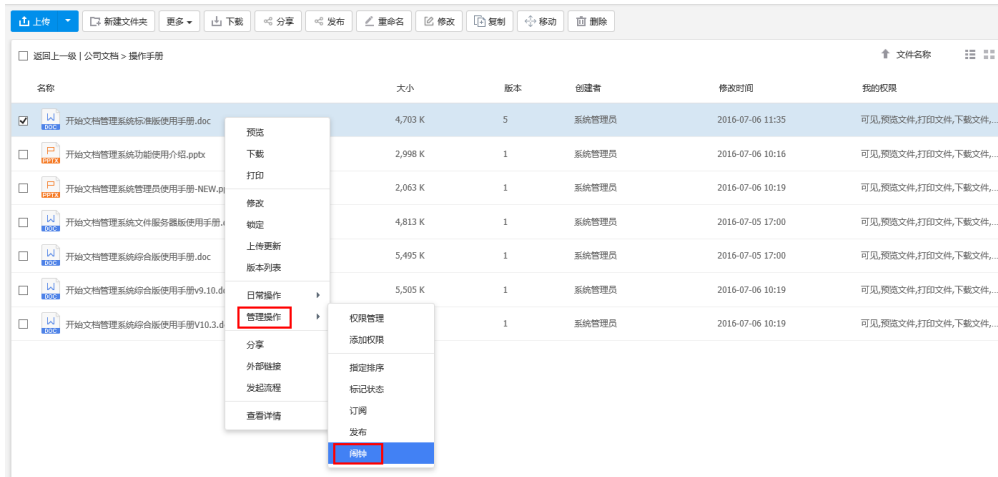 上传 新建文件夹 更多 下载 分享 发布 重命名 修改 复制 移动 删除
返回上一级 | 公司文档 > 操作手册 文件名称
名称 大小 版本 创建者 修改时间 我的权限
开始文档管理系统标准版使用手册.doc 4,703 K 5 系统管理员 2016-07-06 11:35 可见,预览文件,打印文件,下载文件,...
开始文档管理系统功能使用介绍.pptx 2,998 K 1 系统管理员 2016-07-06 10:16 可见,预览文件,打印文件,下载文件,...
开始文档管理系统管理员使用手册-NEW.p 2,063 K 1 系统管理员 2016-07-06 10:19 可见,预览文件,打印文件,下载文件,...
开始文档管理系统文件服务器版使用手册. 4,813 K 1 系统管理员 2016-07-05 17:00 可见,预览文件,打印文件,下载文件,...
开始文档管理系统综合版使用手册.doc 5,495 K 1 系统管理员 2016-07-05 17:00 可见,预览文件,打印文件,下载文件,...
开始文档管理系统综合版使用手册v9.10.d 5,505 K 1 系统管理员 2016-07-06 10:19 可见,预览文件,打印文件,下载文件,...
开始文档管理系统综合版使用手册V10.3.d 1 系统管理员 2016-07-06 10:19 可见,预览文件,打印文件,下载文件,...
DOC
PPTX
PPTX
DOC
DOC
DOC
DOC
预览
下载
打印
修改
锁定
上传更新
版本列表
日常操作
管理操作
分享
外部链接
发起流程
查看详情
权限管理
添加权限
指定排序
标记状态
订阅
发布
闹钟